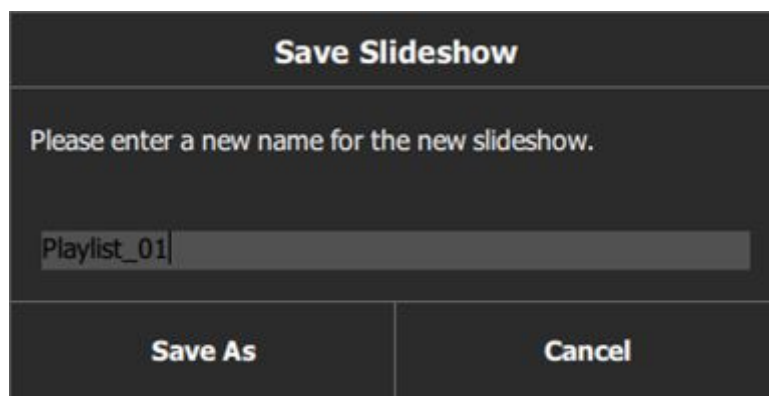 Save Slideshow
Please enter a new name for the new slideshow.
Playlist_01
Save As
Cancel